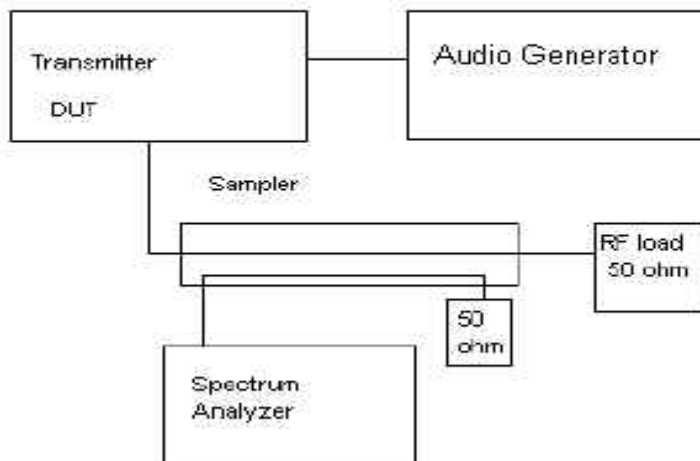 Transmitter
DUT
Audio Generator
Sampler
RF load
50 ohm
50
ohm
Spectrum
Analyzer